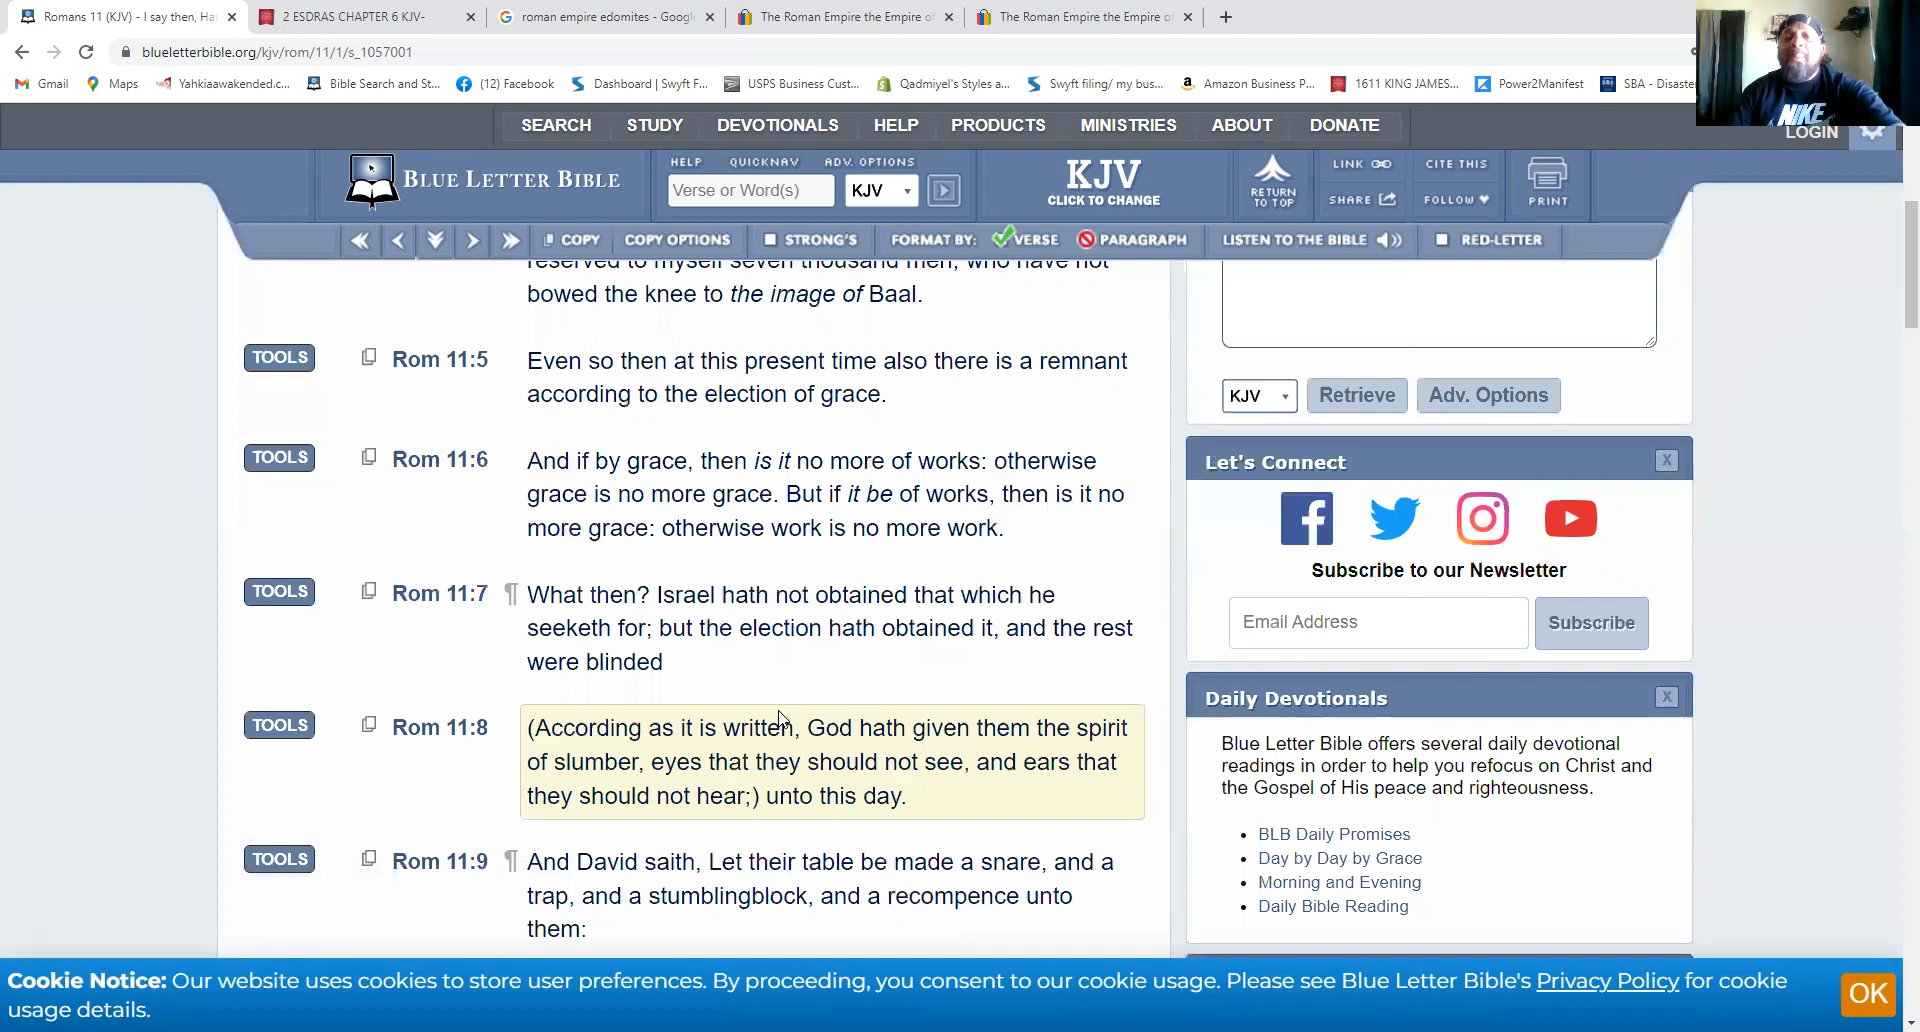 Romans 11 (KJV) - I say then, Hat
2 ESDRAS CHAPTER 6 KJV-
roman empire edomites - Google
The Roman Empire the Empire of
The Roman Empire the Empire of
blueletterbible.org/kjv/rom/11/1/s_1057001
Gmail
Maps
Yahkiaawakended.c...
Bible Search and St...
(12) Facebook
Dashboard | Swyft F...
USPS Business Cust...
Qadmiyel's Styles a...
Swyft filing/ my bus...
Amazon Business P...
1611 KING JAMES...
Power2Manifest
SBA - Disaste
NIKE
SEARCH
STUDY
DEVOTIONALS
HELP
PRODUCTS
MINISTRIES
ABOUT
DONATE
LOGIN
BLUE LETTER BIBLE
HELP
QUICKNAV
ADV. OPTIONS
Verse or Word(s)
KJV
KJV
CLICK TO CHANGE
RETURN
TO TOP
LINK
CITE THIS
SHARE
FOLLOW
PRINT
COPY
COPY OPTIONS
STRONG'S
FORMAT BY:
VERSE
PARAGRAPH
LISTEN TO THE BIBLE
RED-LETTER
reserved to myself seven thousand men, who have not
bowed the knee to the image of Baal.
TOOLS
Rom 11:5
Even so then at this present time also there is a remnant
according to the election of grace.
TOOLS
Rom 11:6
And if by grace, then is it no more of works: otherwise
grace is no more grace. But if it be of works, then is it no
more grace: otherwise work is no more work.
TOOLS
Rom 11:7
¶ What then? Israel hath not obtained that which he
seeketh for; but the election hath obtained it, and the rest
were blinded
TOOLS
Rom 11:8
(According as it is written, God hath given them the spirit
of slumber, eyes that they should not see, and ears that
they should not hear;) unto this day.
TOOLS
Rom 11:9
¶ And David saith, Let their table be made a snare, and a
trap, and a stumblingblock, and a recompence unto
them:
KJV
Retrieve
Adv. Options
Let's Connect
X
Subscribe to our Newsletter
Email Address
Subscribe
Daily Devotionals
X
Blue Letter Bible offers several daily devotional
readings in order to help you refocus on Christ and
the Gospel of His peace and righteousness.
BLB Daily Promises
Day by Day by Grace
Morning and Evening
Daily Bible Reading
Cookie Notice: Our website uses cookies to store user preferences. By proceeding, you consent to our cookie usage. Please see Blue Letter Bible's Privacy Policy for cookie
usage details.
OK